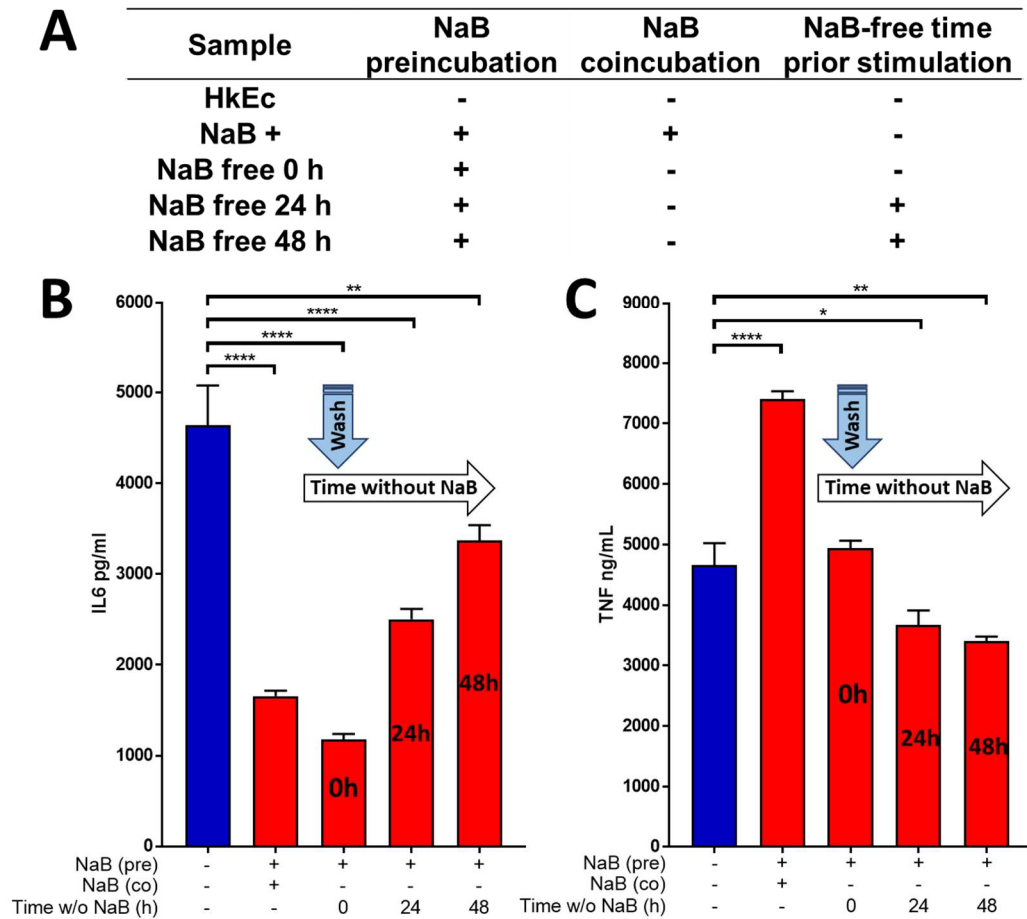 A
Sample NaB preincubation NaB coincubation NaB-free time prior stimulation
HkEc - - -
NaB + + + -
NaB free 0 h + - -
NaB free 24 h + - +
NaB free 48 h + - +
B
IL6 pg/ml
6000
5000
4000
3000
2000
1000
0
**
****
****
****
Wash
Time without NaB
0h
24h
48h
NaB (pre) - + + + +
NaB (co) - + - - -
Time w/o NaB (h) - - 0 24 48
C
TNF ng/mL
9000
8000
7000
6000
5000
4000
3000
2000
1000
0
**
*
****
Wash
Time without NaB
0h
24h
48h
NaB (pre) - + + + +
NaB (co) - + - - -
Time w/o NaB (h) - - 0 24 48